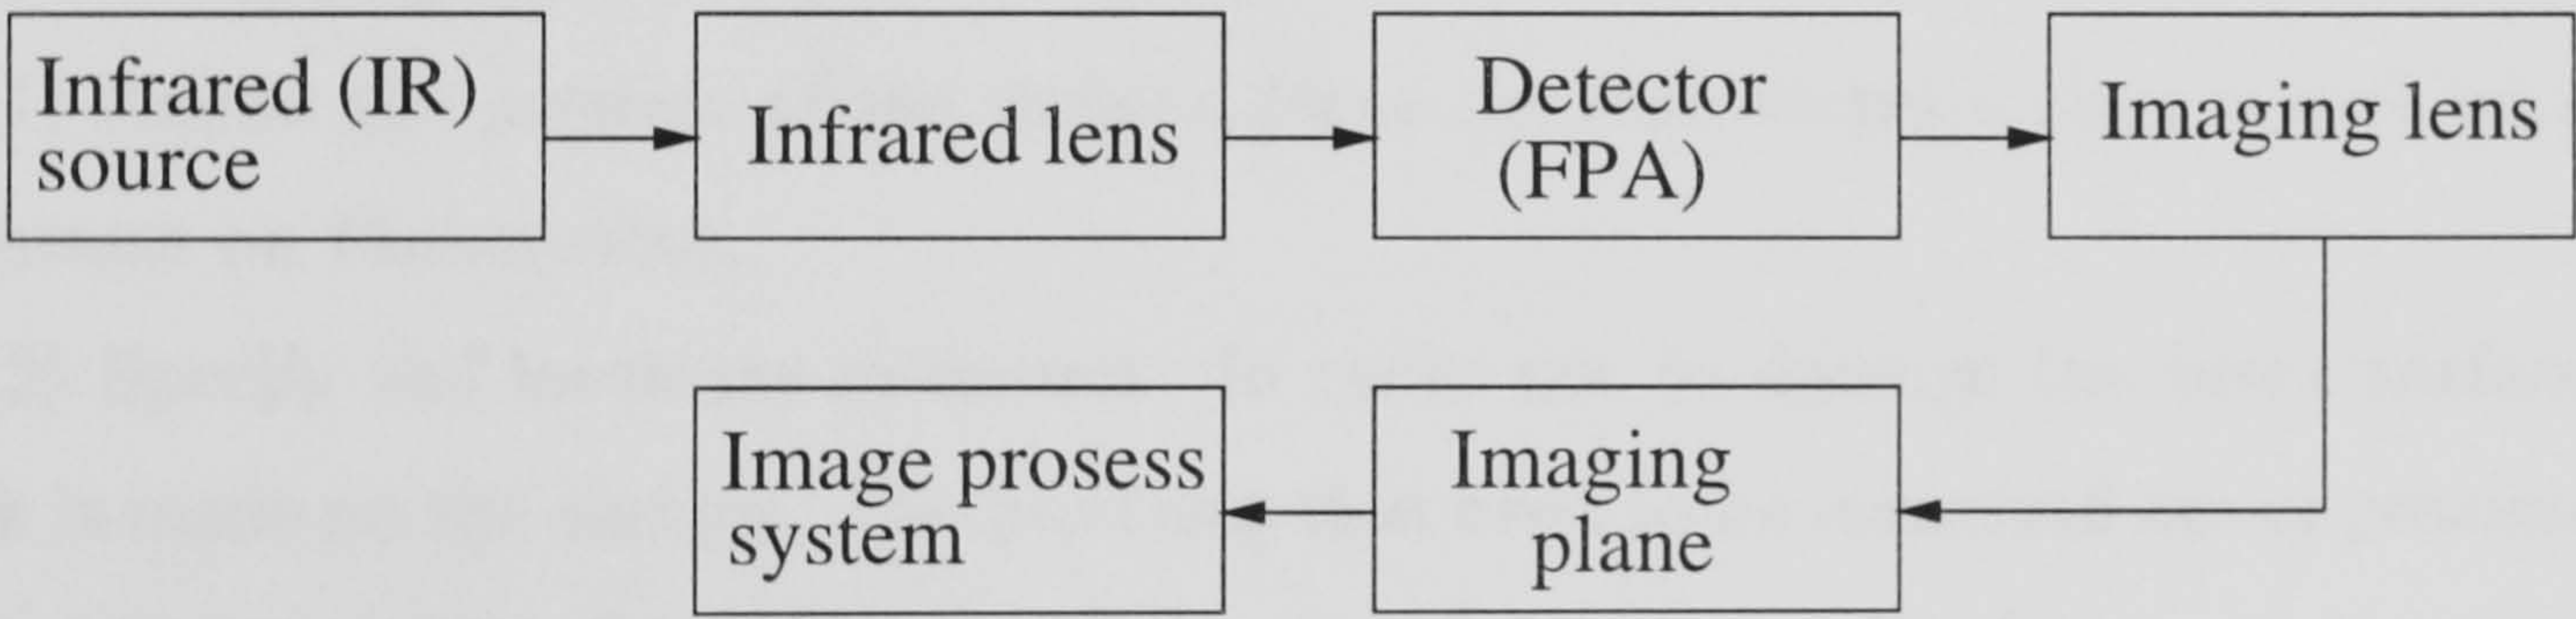 Infrared (IR)
source
Infrared lens
Detector
(FPA)
Imaging lens
Image prosess
system
Imaging
plane